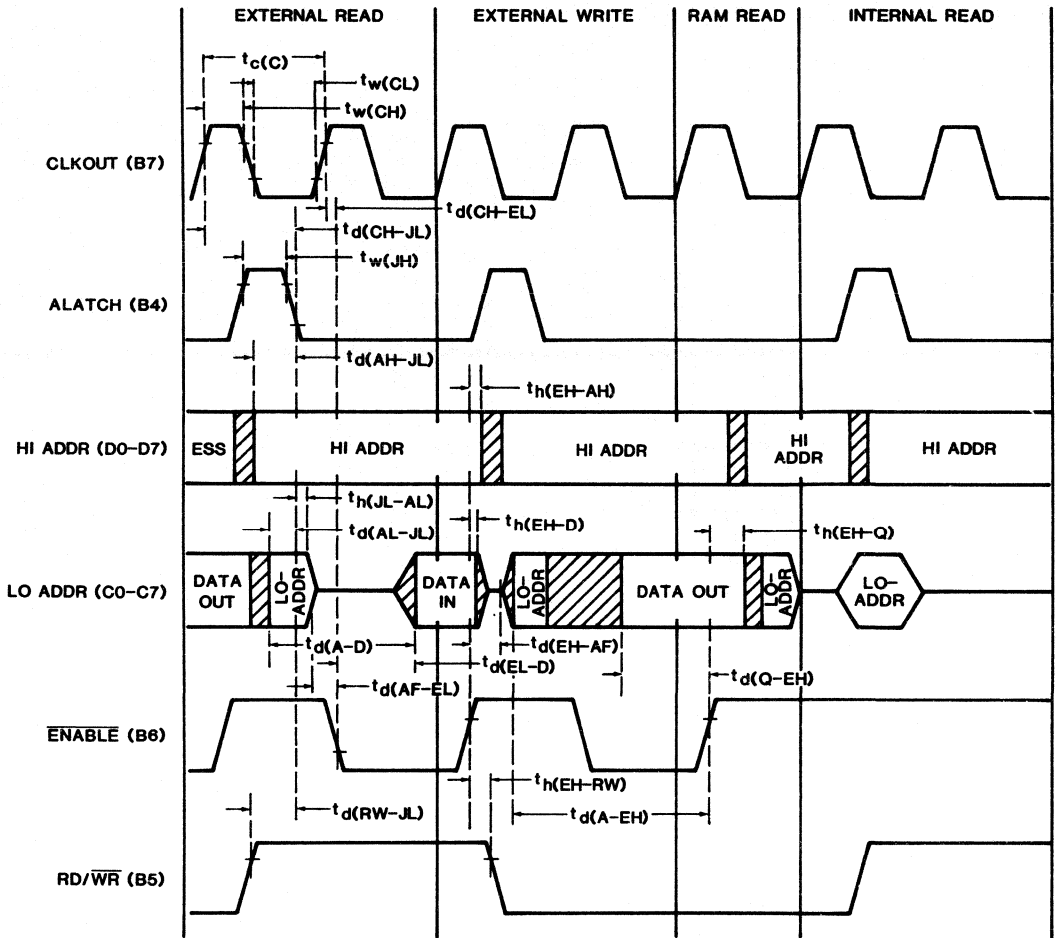 EXTERNAL READ EXTERNAL WRITE RAM READ INTERNAL READ
tc(C)
tw(CL)
tw(CH)
CLKOUT (B7)
td(CH–EL)
td(CH–JL)
tw(JH)
ALATCH (B4)
td(AH–JL)
th(EH–AH)
HI ADDR (D0–D7) ESS HI ADDR HI ADDR HI ADDR HI ADDR
th(JL–AL)
td(AL–JL) th(EH–D) th(EH–Q)
LO ADDR (C0–C7) DATA OUT LO-ADDR DATA IN LO-ADDR DATA OUT LO-ADDR LO-ADDR
td(A–D) td(EH–AF)
td(EL–D)
td(AF–EL) td(Q–EH)
ENABLE (B6)
th(EH–RW)
td(RW–JL) td(A–EH)
RD/WR (B5)